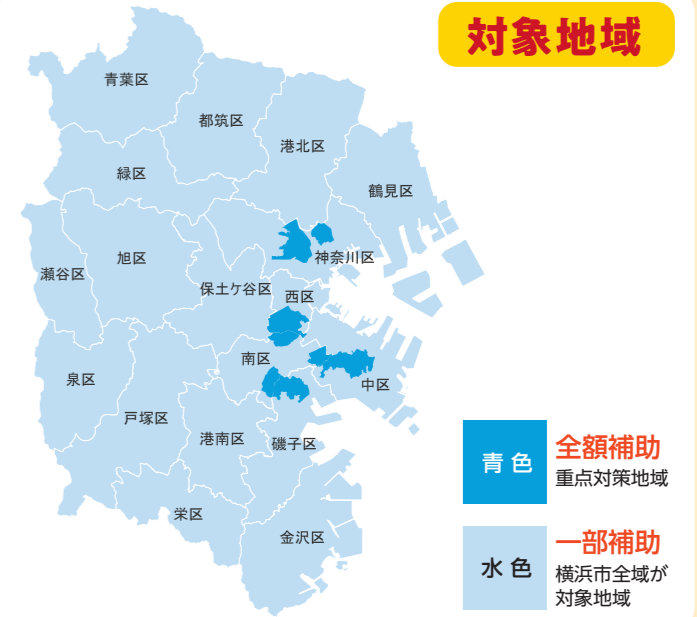 対象地域
青葉区
都筑区
港北区
緑区
鶴見区
旭区
神奈川区
瀬谷区
保土ケ谷区
西区
南区
泉区
中区
戸塚区
港南区
磯子区
栄区
金沢区
青色
全額補助
重点対策地域
水色
一部補助
横浜市全域が
対象地域